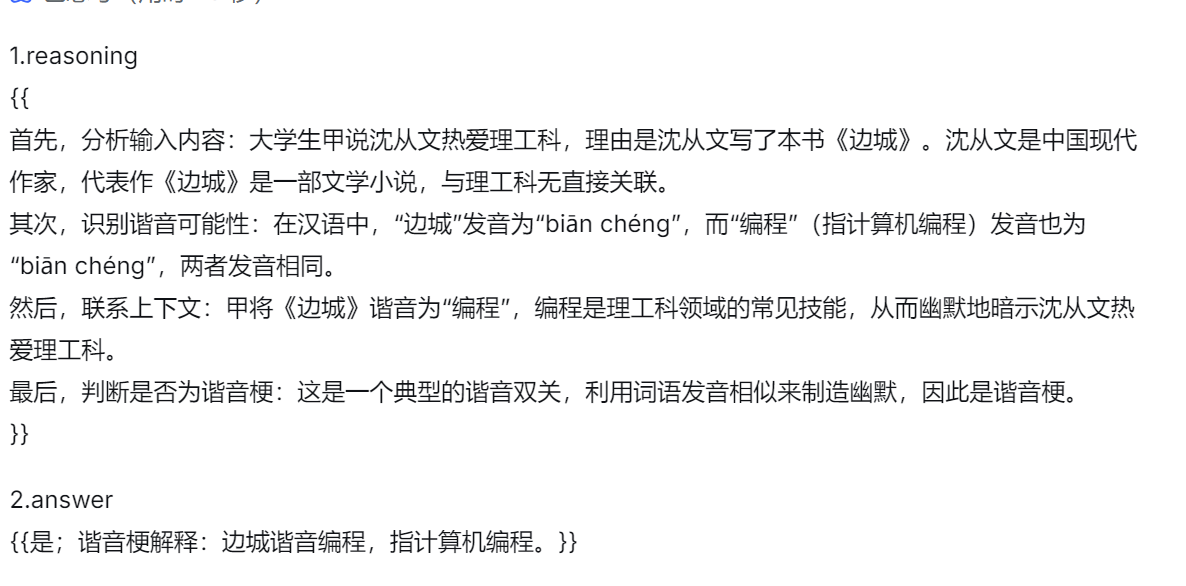 1.reasoning
{{
首先，分析输入内容：大学生甲说沈从文热爱理工科，理由是沈从文写了本书《边城》。沈从文是中国现代
作家，代表作《边城》是一部文学小说，与理工科无直接关联。
其次，识别谐音可能性：在汉语中，“边城”发音为“biān chéng”，而“编程”（指计算机编程）发音也为
“biān chéng”，两者发音相同。
然后，联系上下文：甲将《边城》谐音为“编程”，编程是理工科领域的常见技能，从而幽默地暗示沈从文热
爱理工科。
最后，判断是否为谐音梗：这是一个典型的谐音双关，利用词语发音相似来制造幽默，因此是谐音梗。
}}
2.answer
{{是；谐音梗解释：边城谐音编程，指计算机编程。}}